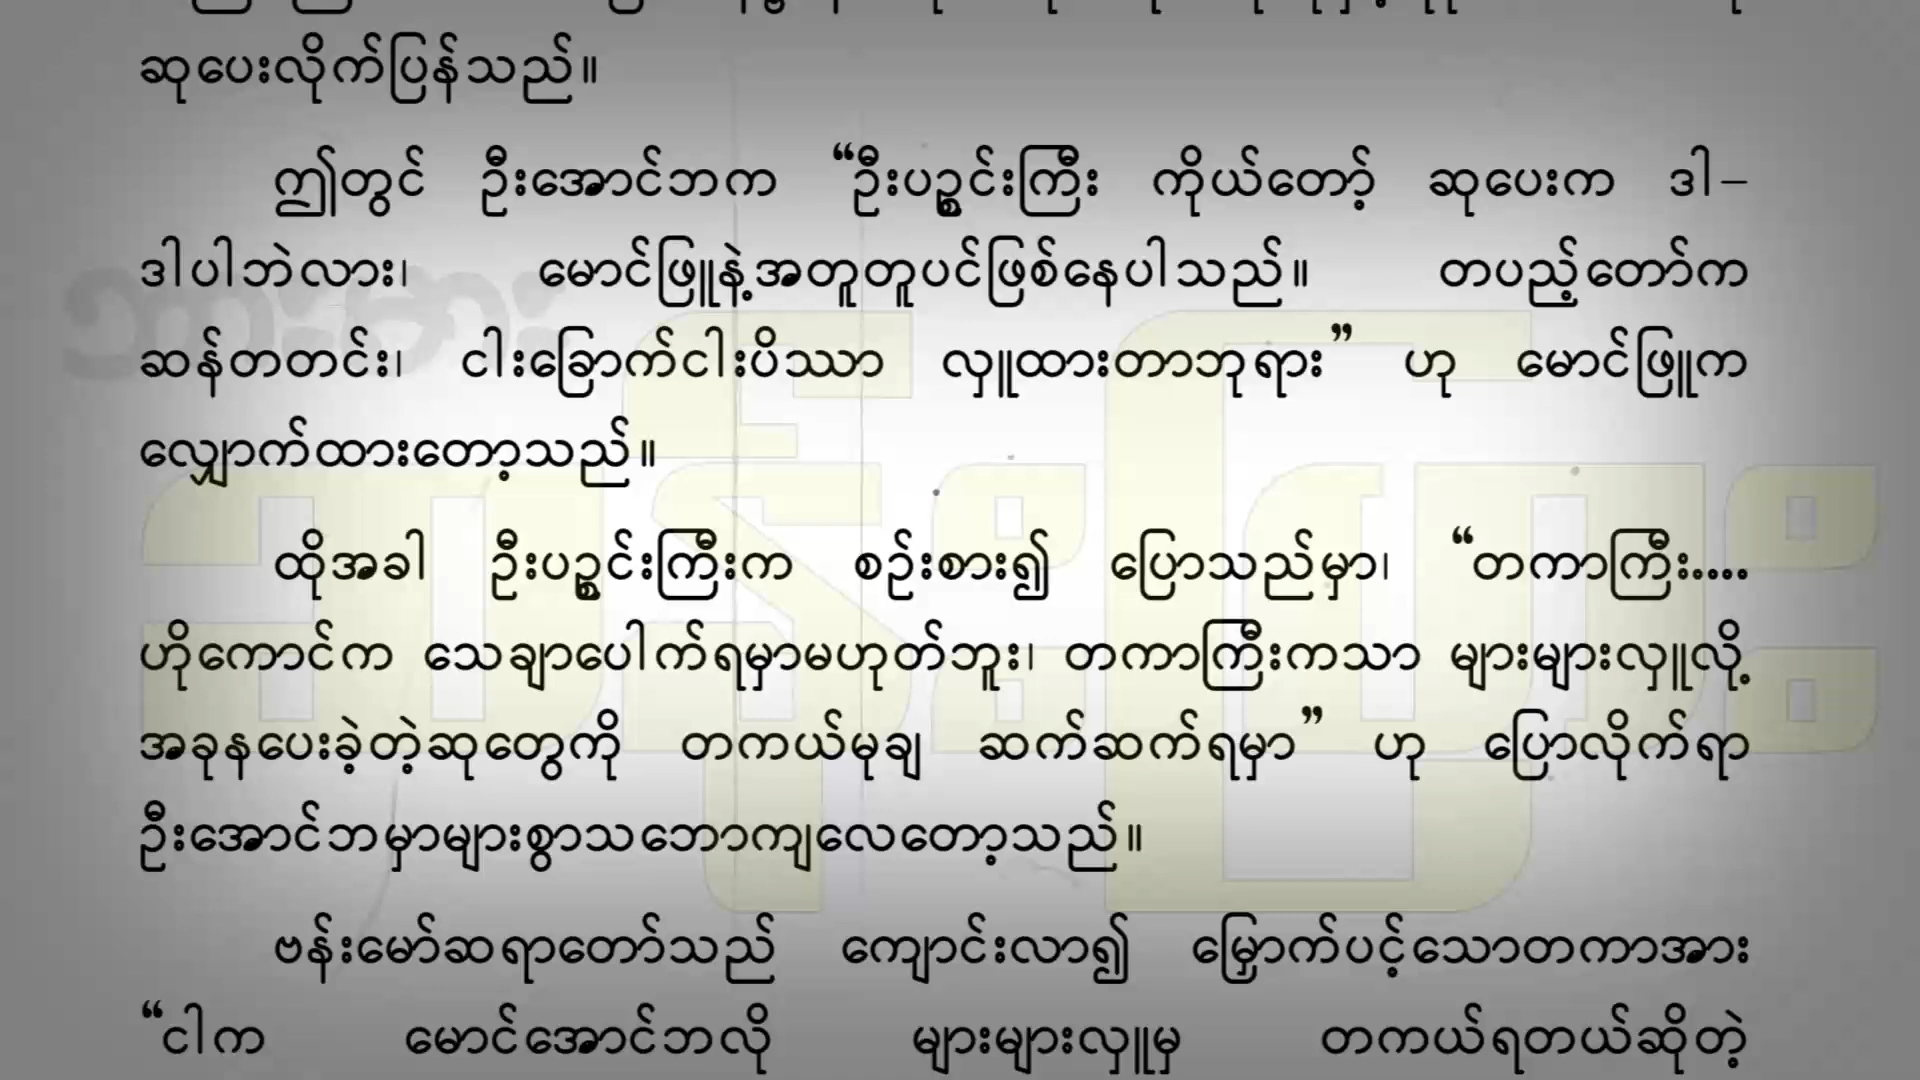 ဆုပေးလိုက်ပြန်သည်။
ဤတွင် ဦးအောင်ဘက “ဦးပဉ္စင်းကြီး ကိုယ်တော့် ဆုပေးက ဒါ–
ဒါပါဘဲလား၊ မောင်ဖြူနဲ့အတူတူပင်ဖြစ်နေပါသည်။ တပည့်တော်က
ဆန်တတင်း၊ ငါးခြောက်ငါးပိဿာ လှူထားတာဘုရား” ဟု မောင်ဖြူက
လျှောက်ထားတော့သည်။
ထိုအခါ ဦးပဉ္စင်းကြီးက စဉ်းစား၍ ပြောသည်မှာ၊ “တကာကြီး....
ဟိုကောင်က သေချာပေါက်ရမှာမဟုတ်ဘူး၊ တကာကြီးကသာ များများလှူလို့
အခုနပေးခဲ့တဲ့ဆုတွေကို တကယ်မုချ ဆက်ဆက်ရမှာ” ဟု ပြောလိုက်ရာ
ဦးအောင်ဘမှာများစွာသဘောကျလေတော့သည်။
ဗန်းမော်ဆရာတော်သည် ကျောင်းလာ၍ မြှောက်ပင့်သောတကာအား
“ငါက မောင်အောင်ဘလို များများလှူမှ တကယ်ရတယ်ဆိုတဲ့